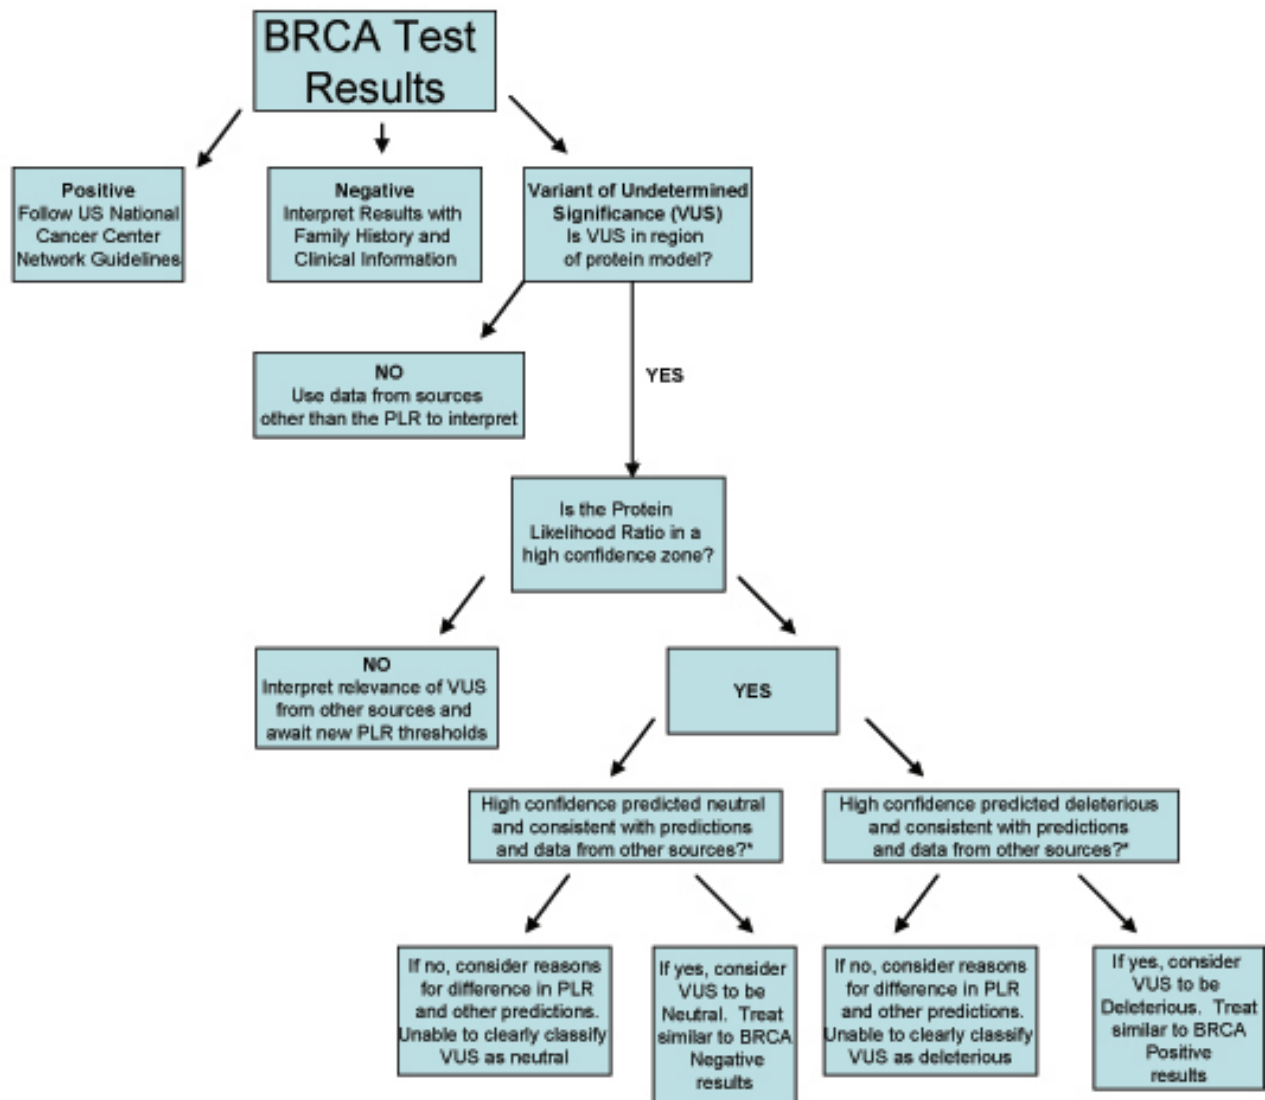 BRCA Test
Results
Positive
Follow US National
Cancer Center
Network Guidelines
Negative
Interpret Results with
Family History and
Clinical Information
Variant of Undetermined
Significance (VUS)
Is VUS in region
of protein model?
NO
Use data from sources
other than the PLR to interpret
YES
Is the Protein
Likelihood Ratio in a
high confidence zone?
NO
Interpret relevance of VUS
from other sources and
await new PLR thresholds
YES
High confidence predicted neutral
and consistent with predictions
and data from other sources?*
High confidence predicted deleterious
and consistent with predictions
and data from other sources?*
If no, consider reasons
for difference in PLR
and other predictions.
Unable to clearly classify
VUS as neutral
If yes, consider
VUS to be
Neutral. Treat
similar to BRCA
Negative
results
If no, consider reasons
for difference in PLR
and other predictions.
Unable to clearly classify
VUS as deleterious
If yes, consider
VUS to be
Deleterious. Treat
similar to BRCA
Positive
results